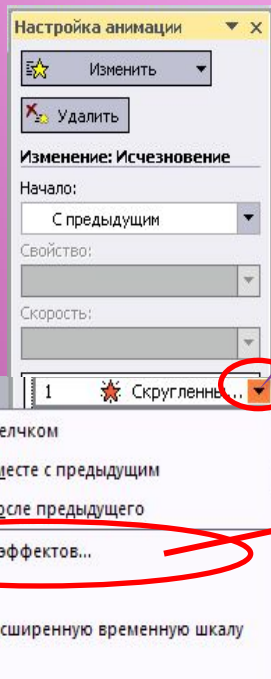 Настройка анимации
Изменить
Удалить
Изменение: Исчезновение
Начало:
С предыдущим
Свойство:
Скорость:
1 Скругленны...
елчком
месте с предыдущим
осле предыдущего
эффектов...
сширенную временную шкалу